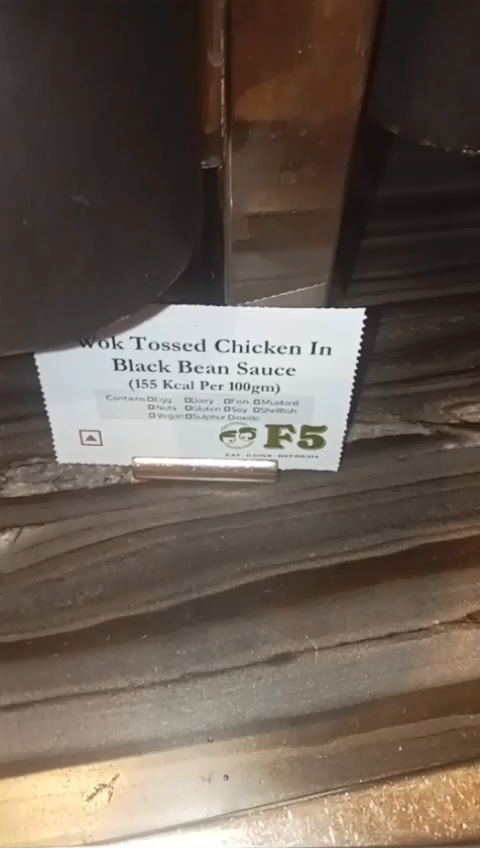 Wok Tossed Chicken In
Black Bean Sauce
(155 Kcal Per 100gm)
Contains □Egg □Dairy □Fish □Mustard
□Nuts □Gluten □Soy □Shellfish
□Vegan □Sulphur Dioxide
F5
EAT . DRINK . REFRESH